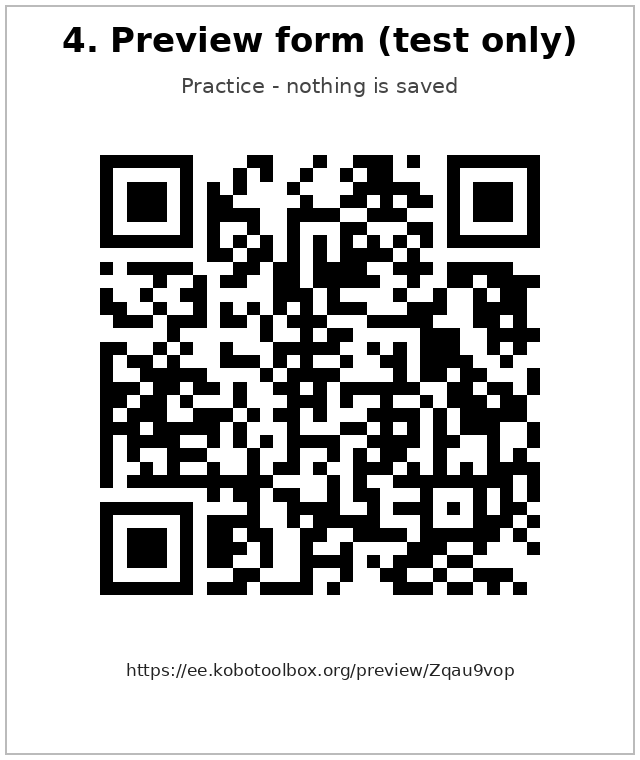 4. Preview form (test only)
Practice - nothing is saved
https://ee.kobotoolbox.org/preview/Zqau9vop